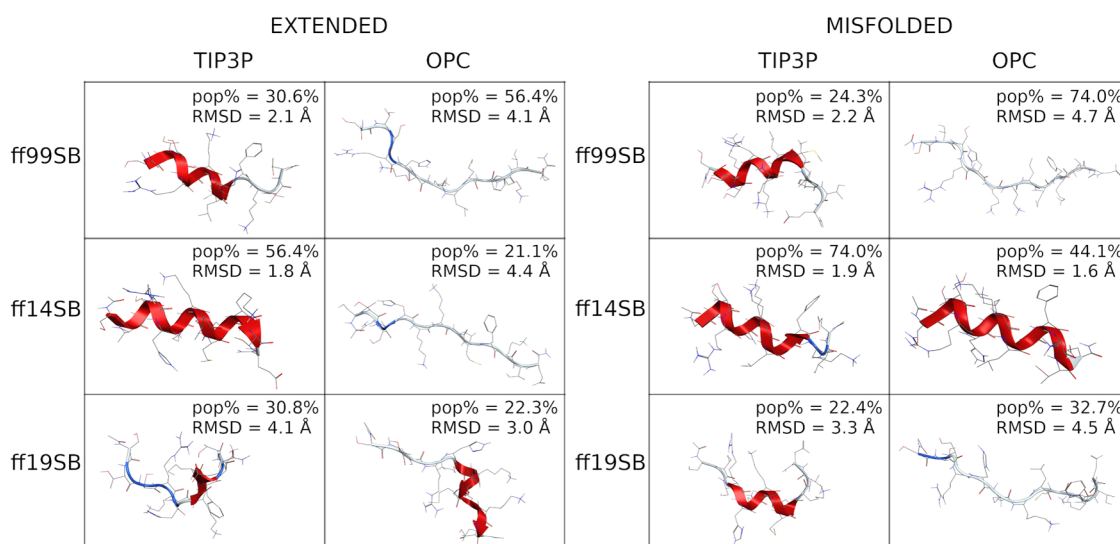 EXTENDED
MISFOLDED
TIP3P
OPC
TIP3P
OPC
ff99SB
pop% = 30.6%
RMSD = 2.1 Å
pop% = 56.4%
RMSD = 4.1 Å
ff99SB
pop% = 24.3%
RMSD = 2.2 Å
pop% = 74.0%
RMSD = 4.7 Å
ff14SB
pop% = 56.4%
RMSD = 1.8 Å
pop% = 21.1%
RMSD = 4.4 Å
ff14SB
pop% = 74.0%
RMSD = 1.9 Å
pop% = 44.1%
RMSD = 1.6 Å
ff19SB
pop% = 30.8%
RMSD = 4.1 Å
pop% = 22.3%
RMSD = 3.0 Å
ff19SB
pop% = 22.4%
RMSD = 3.3 Å
pop% = 32.7%
RMSD = 4.5 Å